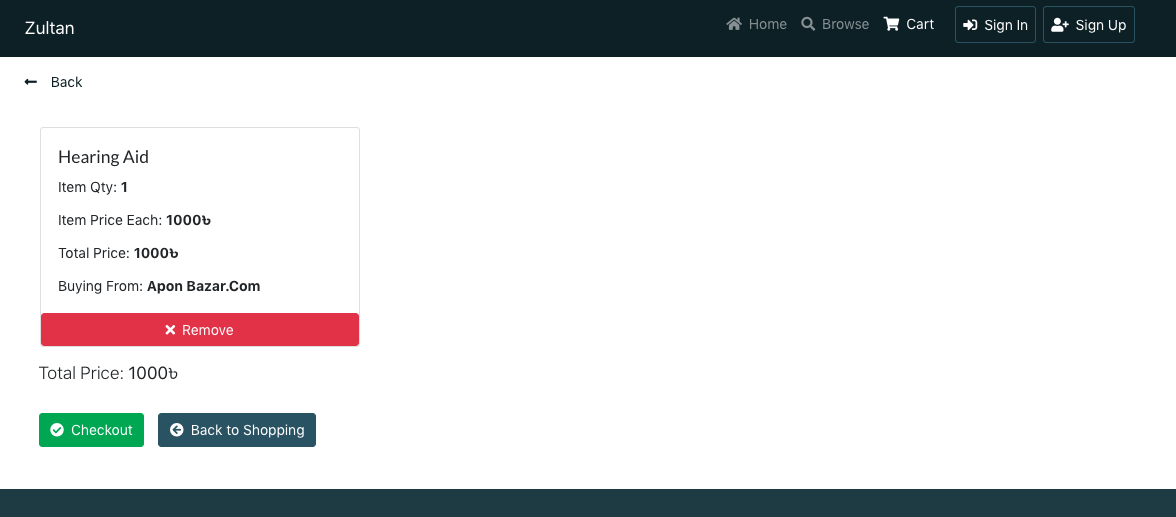 Zultan
Home Browse Cart Sign In Sign Up
Back
Hearing Aid
Item Qty: 1
Item Price Each: 1000৳
Total Price: 1000৳
Buying From: Apon Bazar.Com
Remove
Total Price: 1000৳
Checkout Back to Shopping